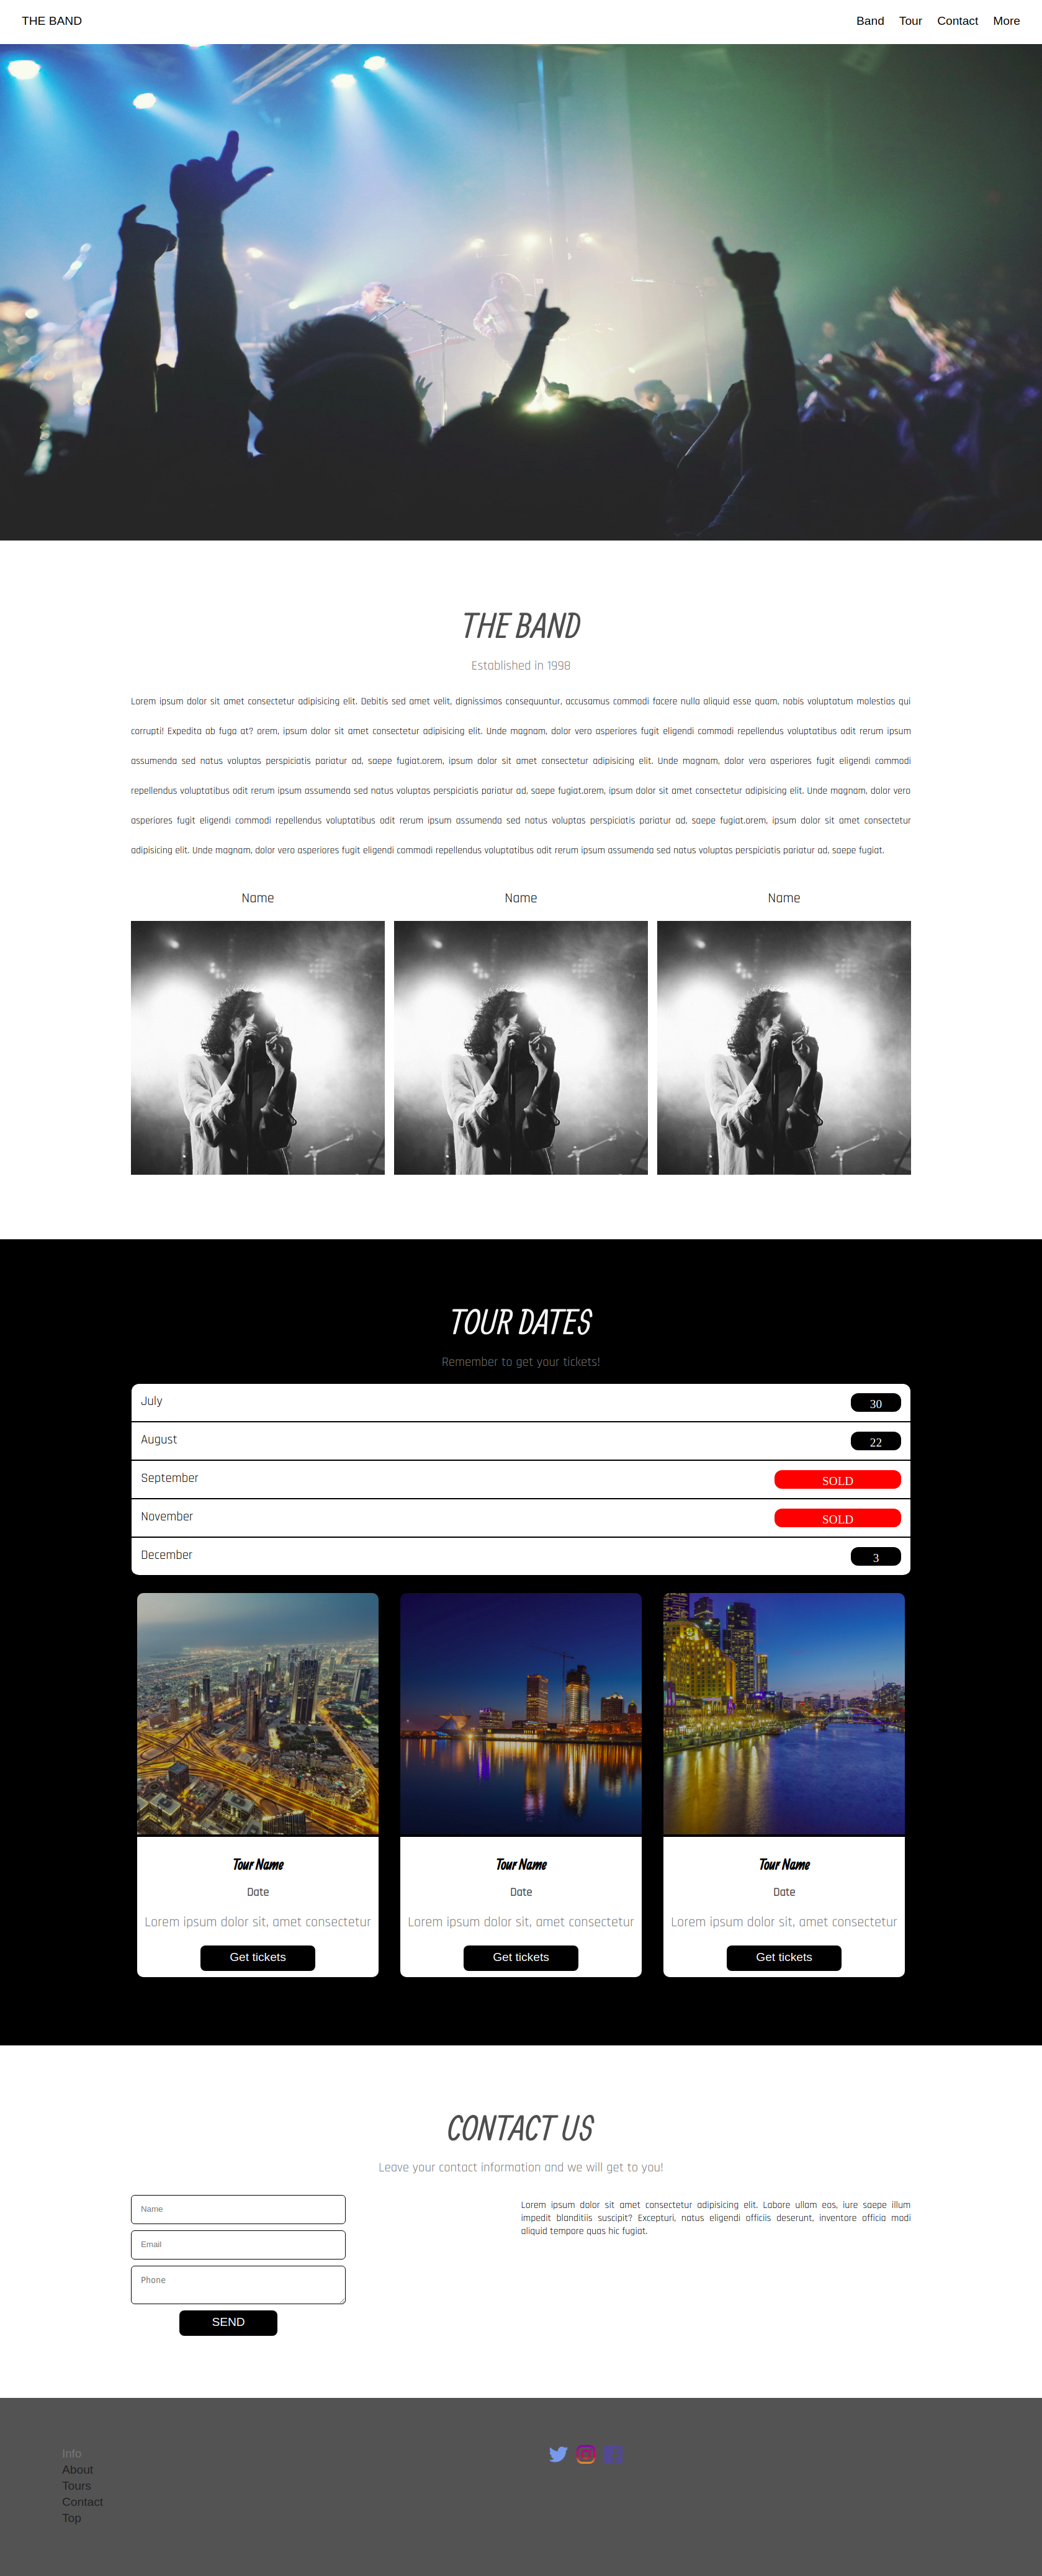 THE BAND
Band Tour Contact More
THE BAND
Established in 1998
Lorem ipsum dolor sit amet consectetur adipisicing elit. Debitis sed amet velit, dignissimos consequuntur, accusamus commodi facere nulla aliquid esse quam, nobis voluptatum molestias qui
corrupti! Expedita ab fuga at? orem, ipsum dolor sit amet consectetur adipisicing elit. Unde magnam, dolor vero asperiores fugit eligendi commodi repellendus voluptatibus odit rerum ipsum
assumenda sed natus voluptas perspiciatis pariatur ad, saepe fugiat.orem, ipsum dolor sit amet consectetur adipisicing elit. Unde magnam, dolor vero asperiores fugit eligendi commodi
repellendus voluptatibus odit rerum ipsum assumenda sed natus voluptas perspiciatis pariatur ad, saepe fugiat.orem, ipsum dolor sit amet consectetur adipisicing elit. Unde magnam, dolor vero
asperiores fugit eligendi commodi repellendus voluptatibus odit rerum ipsum assumenda sed natus voluptas perspiciatis pariatur ad, saepe fugiat.orem, ipsum dolor sit amet consectetur
adipisicing elit. Unde magnam, dolor vero asperiores fugit eligendi commodi repellendus voluptatibus odit rerum ipsum assumenda sed natus voluptas perspiciatis pariatur ad, saepe fugiat.
Name Name Name
TOUR DATES
Remember to get your tickets!
July 30
August 22
September SOLD
November SOLD
December 3
Tour Name Tour Name Tour Name
Date Date Date
Lorem ipsum dolor sit, amet consectetur Lorem ipsum dolor sit, amet consectetur Lorem ipsum dolor sit, amet consectetur
Get tickets Get tickets Get tickets
CONTACT US
Leave your contact information and we will get to you!
Name
Email
Phone
SEND
Lorem ipsum dolor sit amet consectetur adipisicing elit. Labore ullam eos, iure saepe illum
impedit blanditiis suscipit? Excepturi, natus eligendi officiis deserunt, inventore officia modi
aliquid tempore quas hic fugiat.
Info
About
Tours
Contact
Top